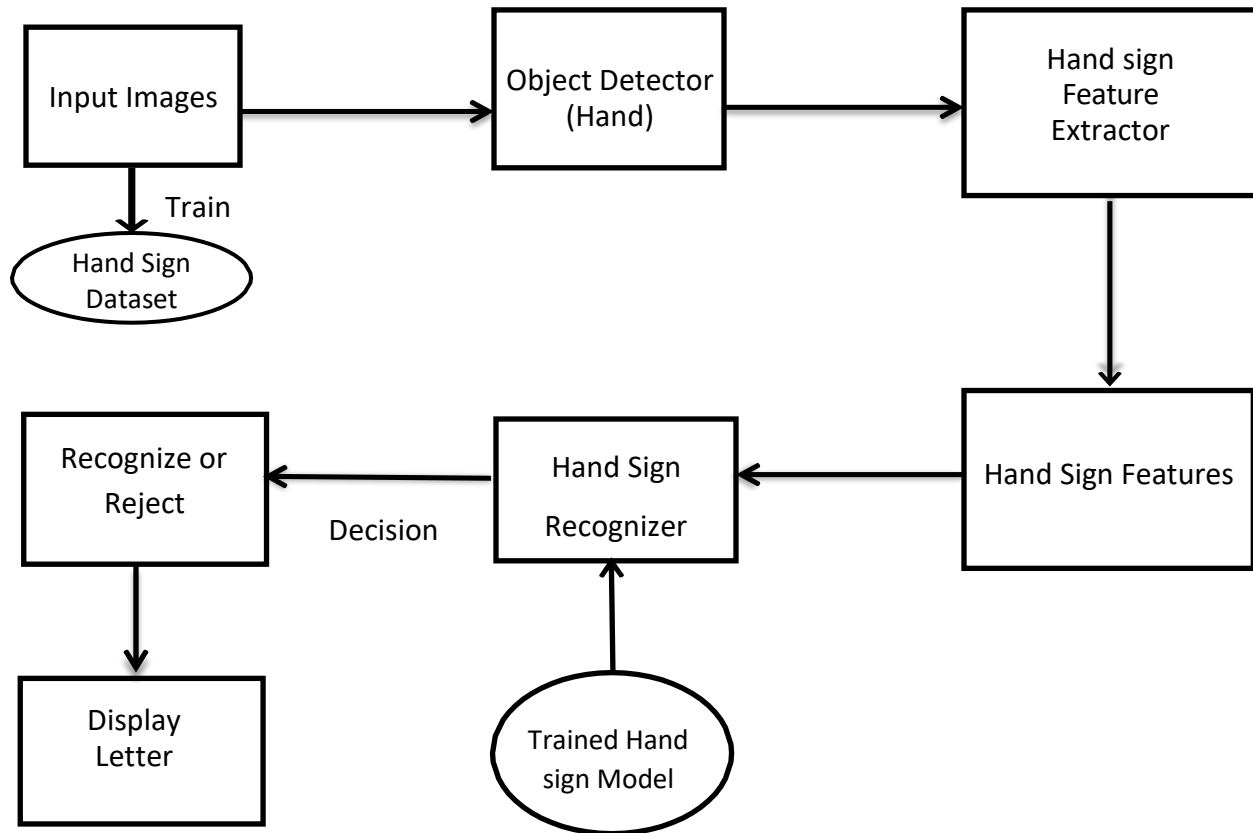 Input Images
Object Detector
(Hand)
Hand sign
Feature
Extractor
Train
Hand Sign
Dataset
Recognize or
Reject
Decision
Hand Sign
Recognizer
Hand Sign Features
Display
Letter
Trained Hand
sign Model